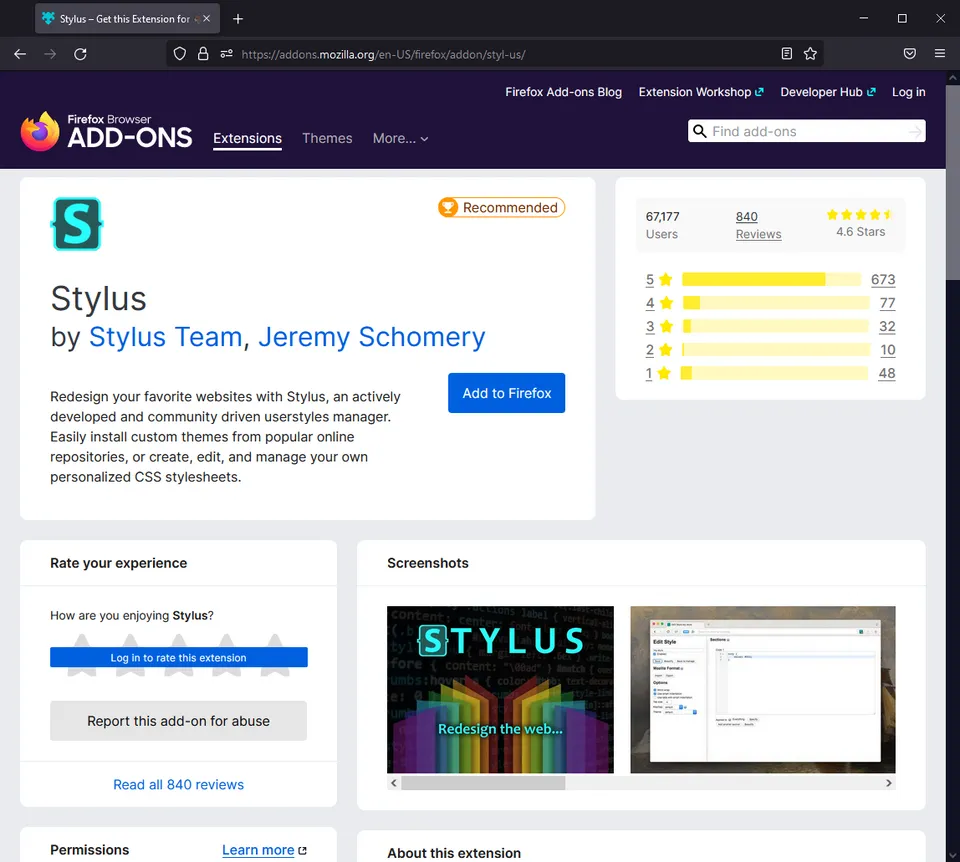 Stylus – Get this Extension for
https://addons.mozilla.org/en-US/firefox/addon/styl-us/
Firefox Add-ons Blog
Extension Workshop
Developer Hub
Log in
Firefox Browser
ADD-ONS
Extensions
Themes
More...
Find add-ons
Recommended
Stylus
by Stylus Team, Jeremy Schomery
Redesign your favorite websites with Stylus, an actively
developed and community driven userstyles manager.
Easily install custom themes from popular online
repositories, or create, edit, and manage your own
personalized CSS stylesheets.
Add to Firefox
67,177
Users
840
Reviews
4.6 Stars
5
673
4
77
3
32
2
10
1
48
Rate your experience
How are you enjoying Stylus?
Log in to rate this extension
Report this add-on for abuse
Read all 840 reviews
Screenshots
STYLUS
Redesign the web...
Edit Style
Sections
Mozilla Format
Options
Permissions
Learn more
About this extension